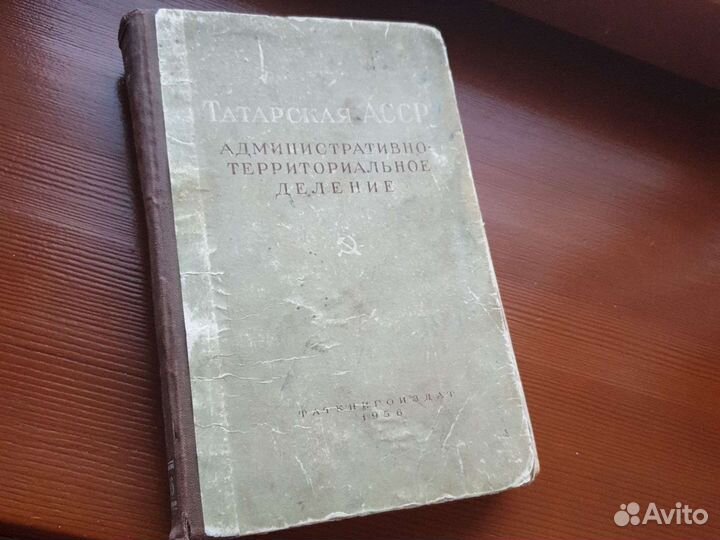 Татарская АССР
АДМИНИСТРАТИВНО-
ТЕРРИТОРИАЛЬНОЕ
ДЕЛЕНИЕ
ТАТКНИГОИЗДАТ
1956
Avito